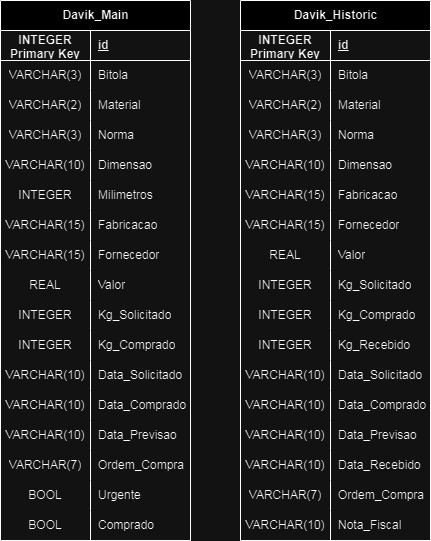 Davik_Main
INTEGER Primary Key id
VARCHAR(3) Bitola
VARCHAR(2) Material
VARCHAR(3) Norma
VARCHAR(10) Dimensao
INTEGER Milimetros
VARCHAR(15) Fabricacao
VARCHAR(15) Fornecedor
REAL Valor
INTEGER Kg_Solicitado
INTEGER Kg_Comprado
VARCHAR(10) Data_Solicitado
VARCHAR(10) Data_Comprado
VARCHAR(10) Data_Previsao
VARCHAR(7) Ordem_Compra
BOOL Urgente
BOOL Comprado
Davik_Historic
INTEGER Primary Key id
VARCHAR(3) Bitola
VARCHAR(2) Material
VARCHAR(3) Norma
VARCHAR(10) Dimensao
VARCHAR(15) Fabricacao
VARCHAR(15) Fornecedor
REAL Valor
INTEGER Kg_Solicitado
INTEGER Kg_Comprado
INTEGER Kg_Recebido
VARCHAR(10) Data_Solicitado
VARCHAR(10) Data_Comprado
VARCHAR(10) Data_Previsao
VARCHAR(10) Data_Recebido
VARCHAR(7) Ordem_Compra
VARCHAR(10) Nota_Fiscal